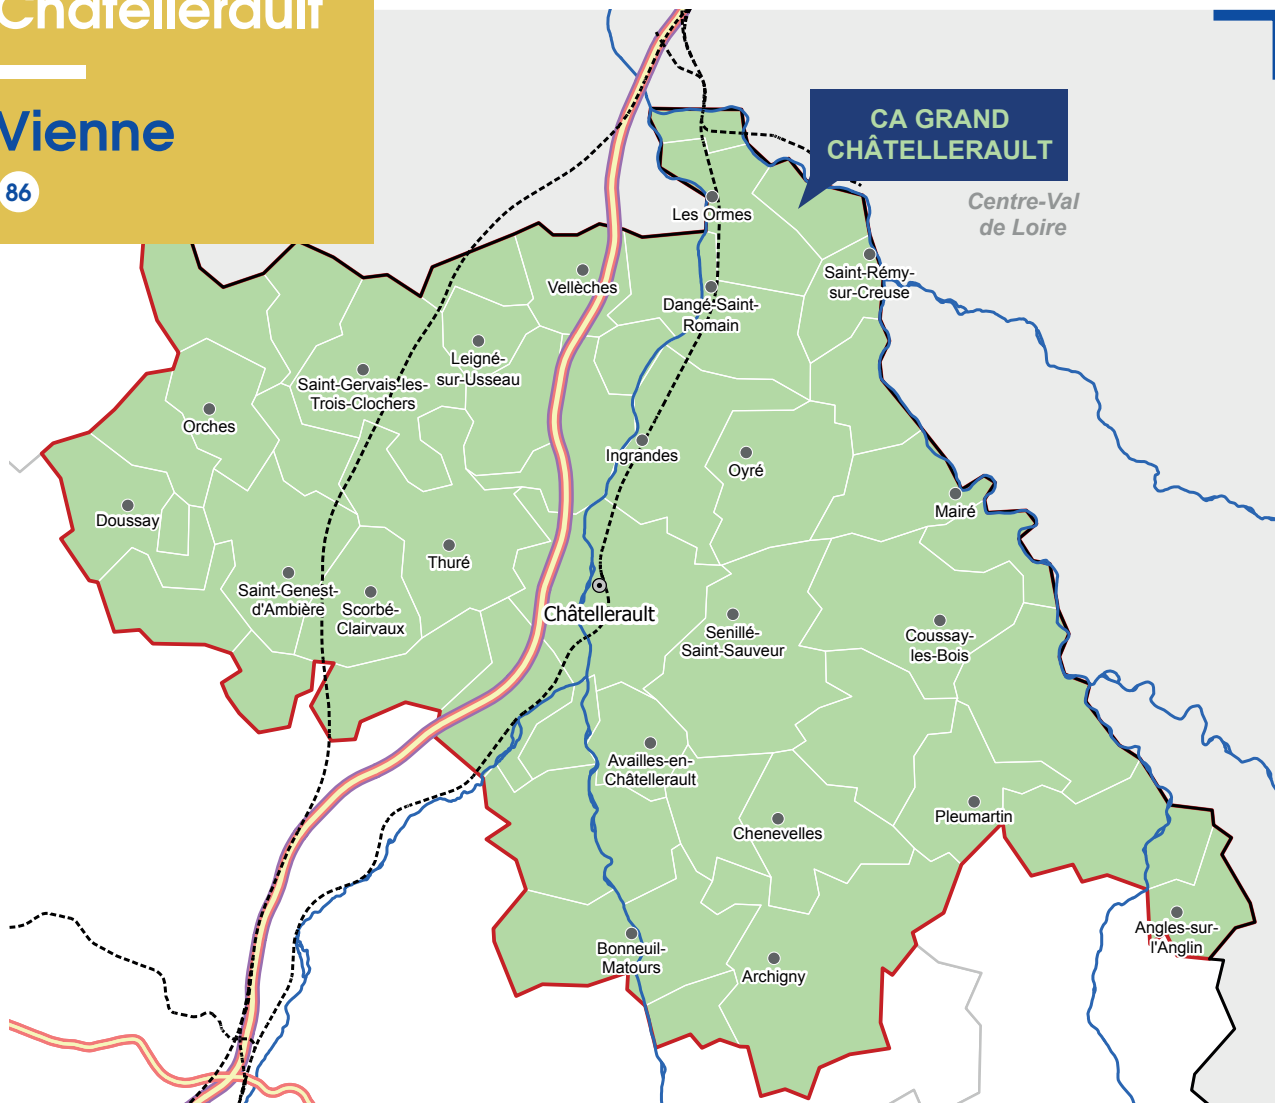 Châtellerault
Vienne
86
CA GRAND
CHÂTELLERAULT
Centre-Val
de Loire
Les Ormes
Saint-Rémy-
sur-Creuse
Vellèches
Dangé-Saint-
Romain
Leigné-
sur-Usseau
Saint-Gervais-les-
Trois-Clochers
Orches
Ingrandes
Oyré
Mairé
Doussay
Thuré
Saint-Genest-
d'Ambière
Scorbé-
Clairvaux
Châtellerault
Senillé-
Saint-Sauveur
Coussay-
les-Bois
Availles-en-
Châtellerault
Chenevelles
Pleumartin
Angles-sur-
l'Anglin
Bonneuil-
Matours
Archigny